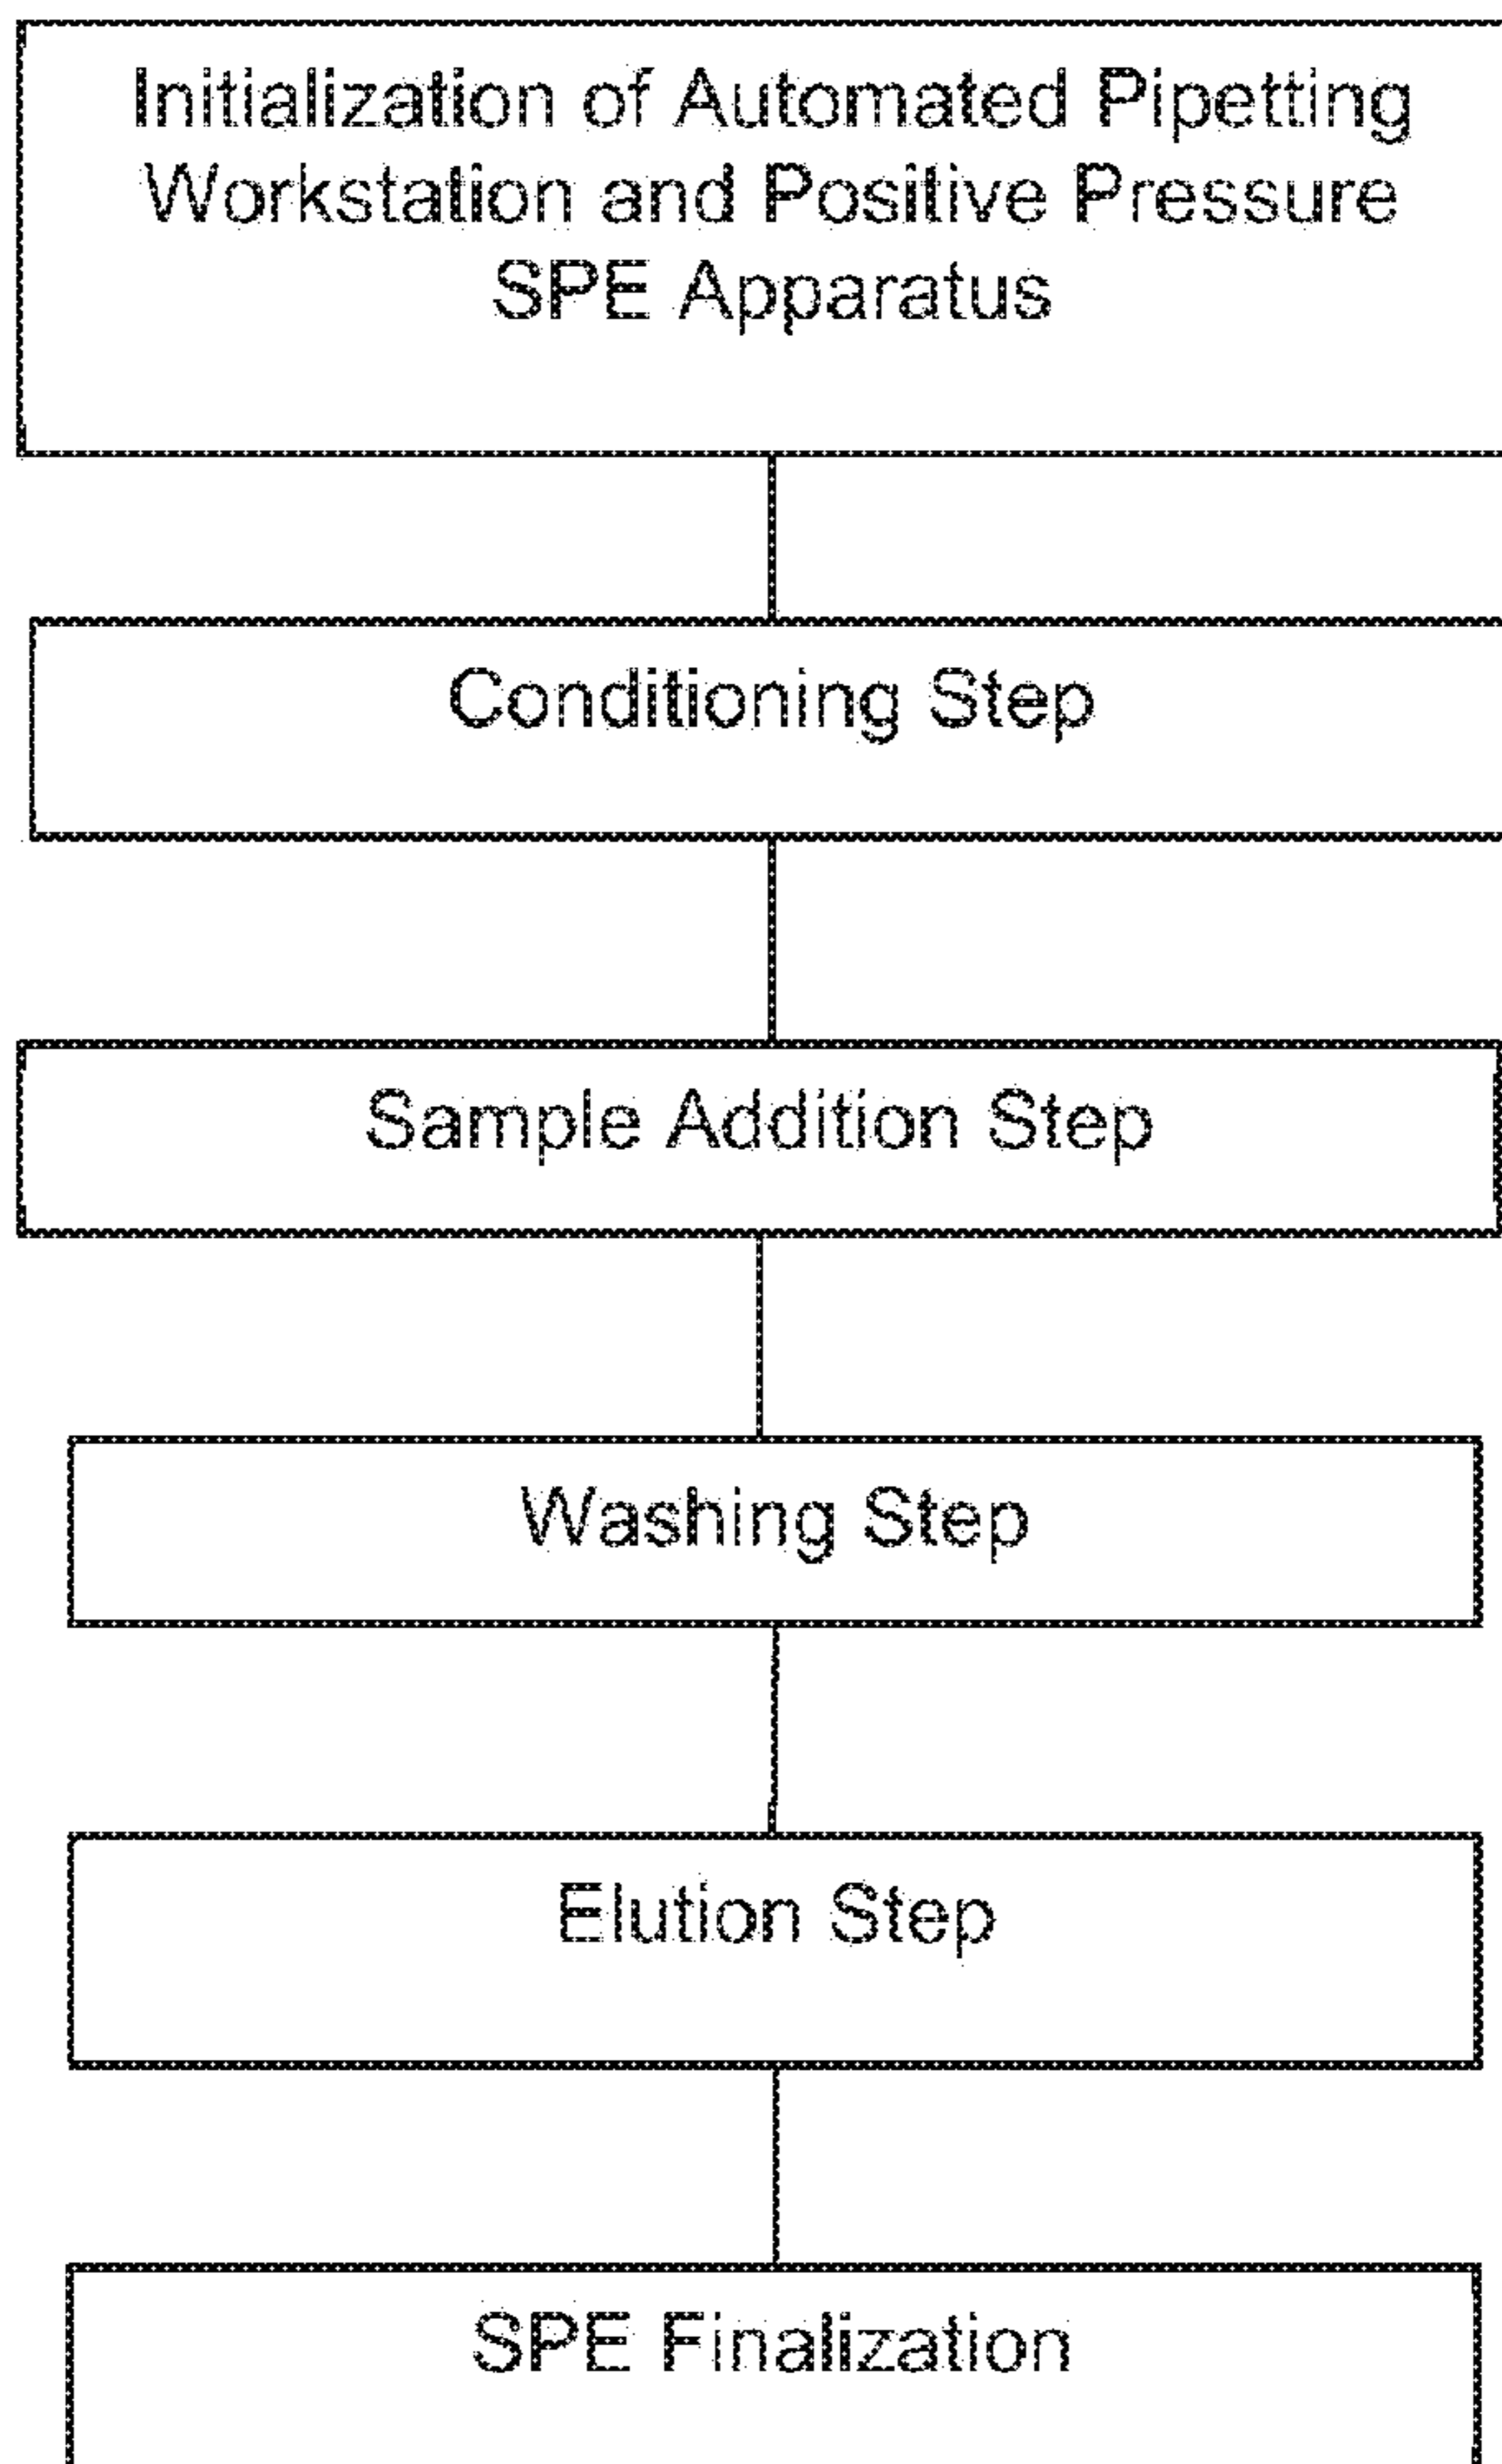 Initialization of Automated Pipetting
Workstation and Positive Pressure
SPE Apparatus
Conditioning Step
Sample Addition Step
Washing Step
Elution Step
SPE Finalization